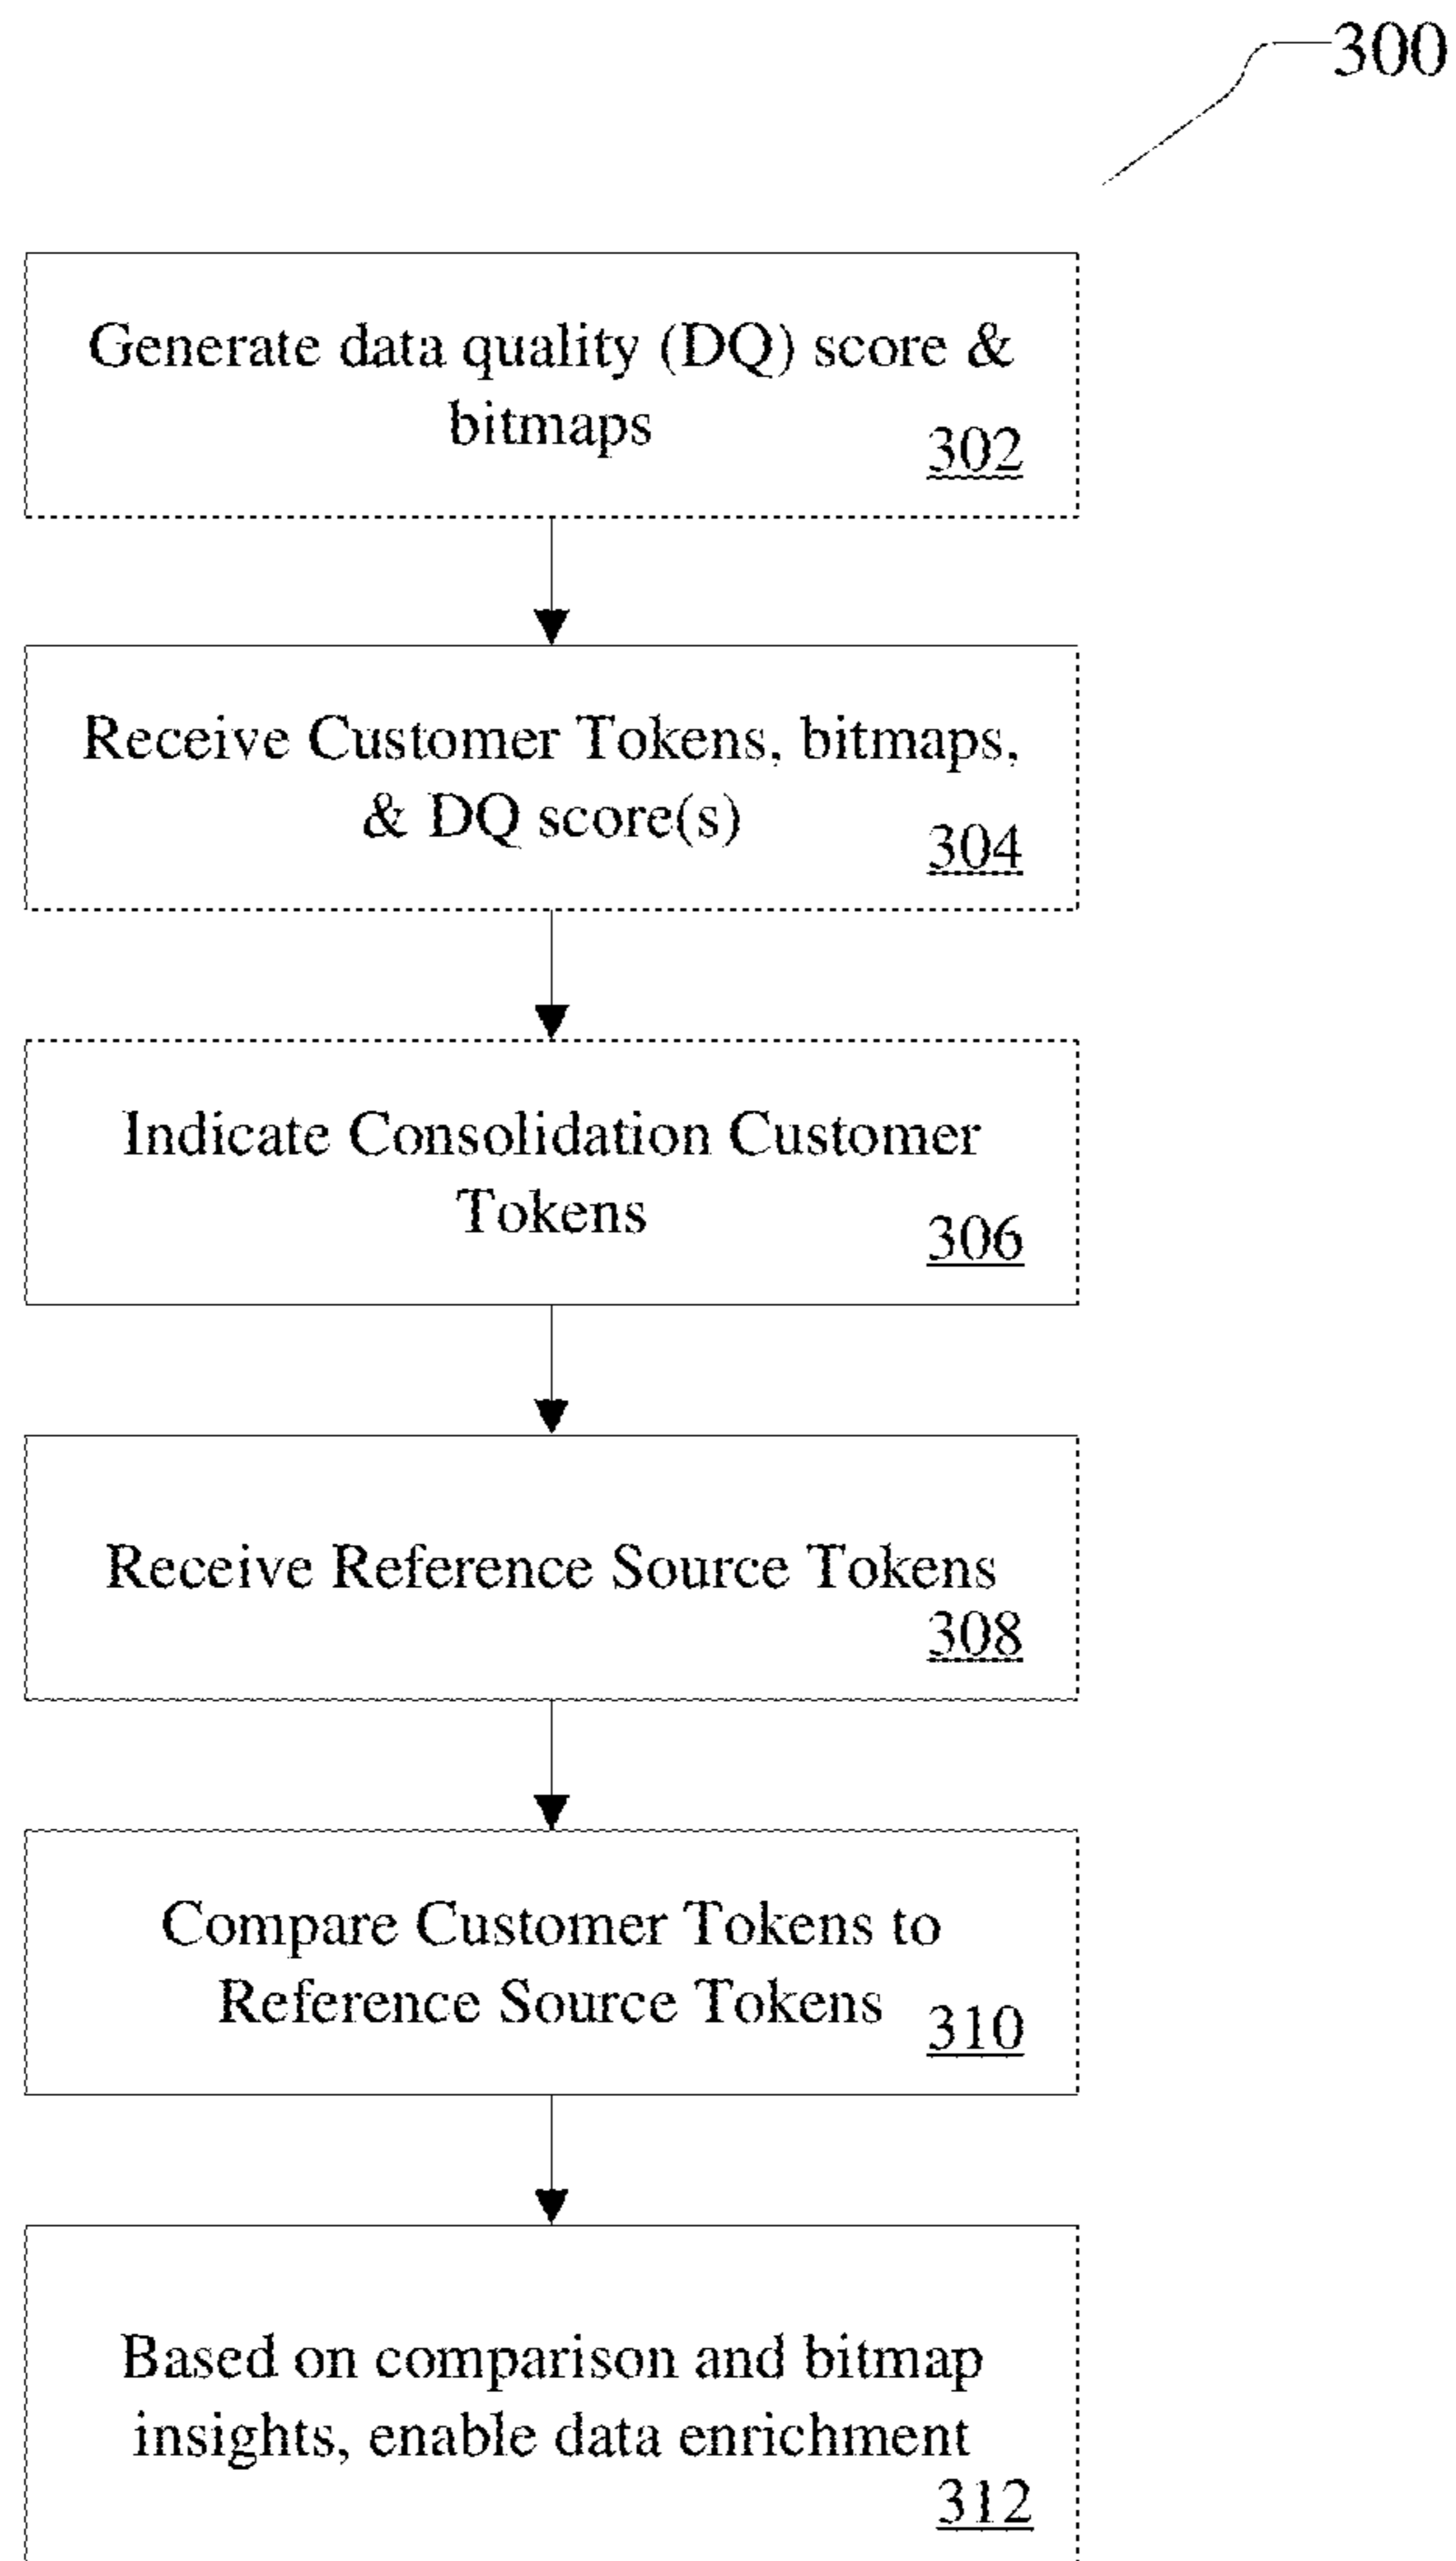 300
Generate data quality (DQ) score &
bitmaps
302
Receive Customer Tokens, bitmaps,
& DQ score(s)
304
Indicate Consolidation Customer
Tokens
306
Receive Reference Source Tokens
308
Compare Customer Tokens to
Reference Source Tokens
310
Based on comparison and bitmap
insights, enable data enrichment
312